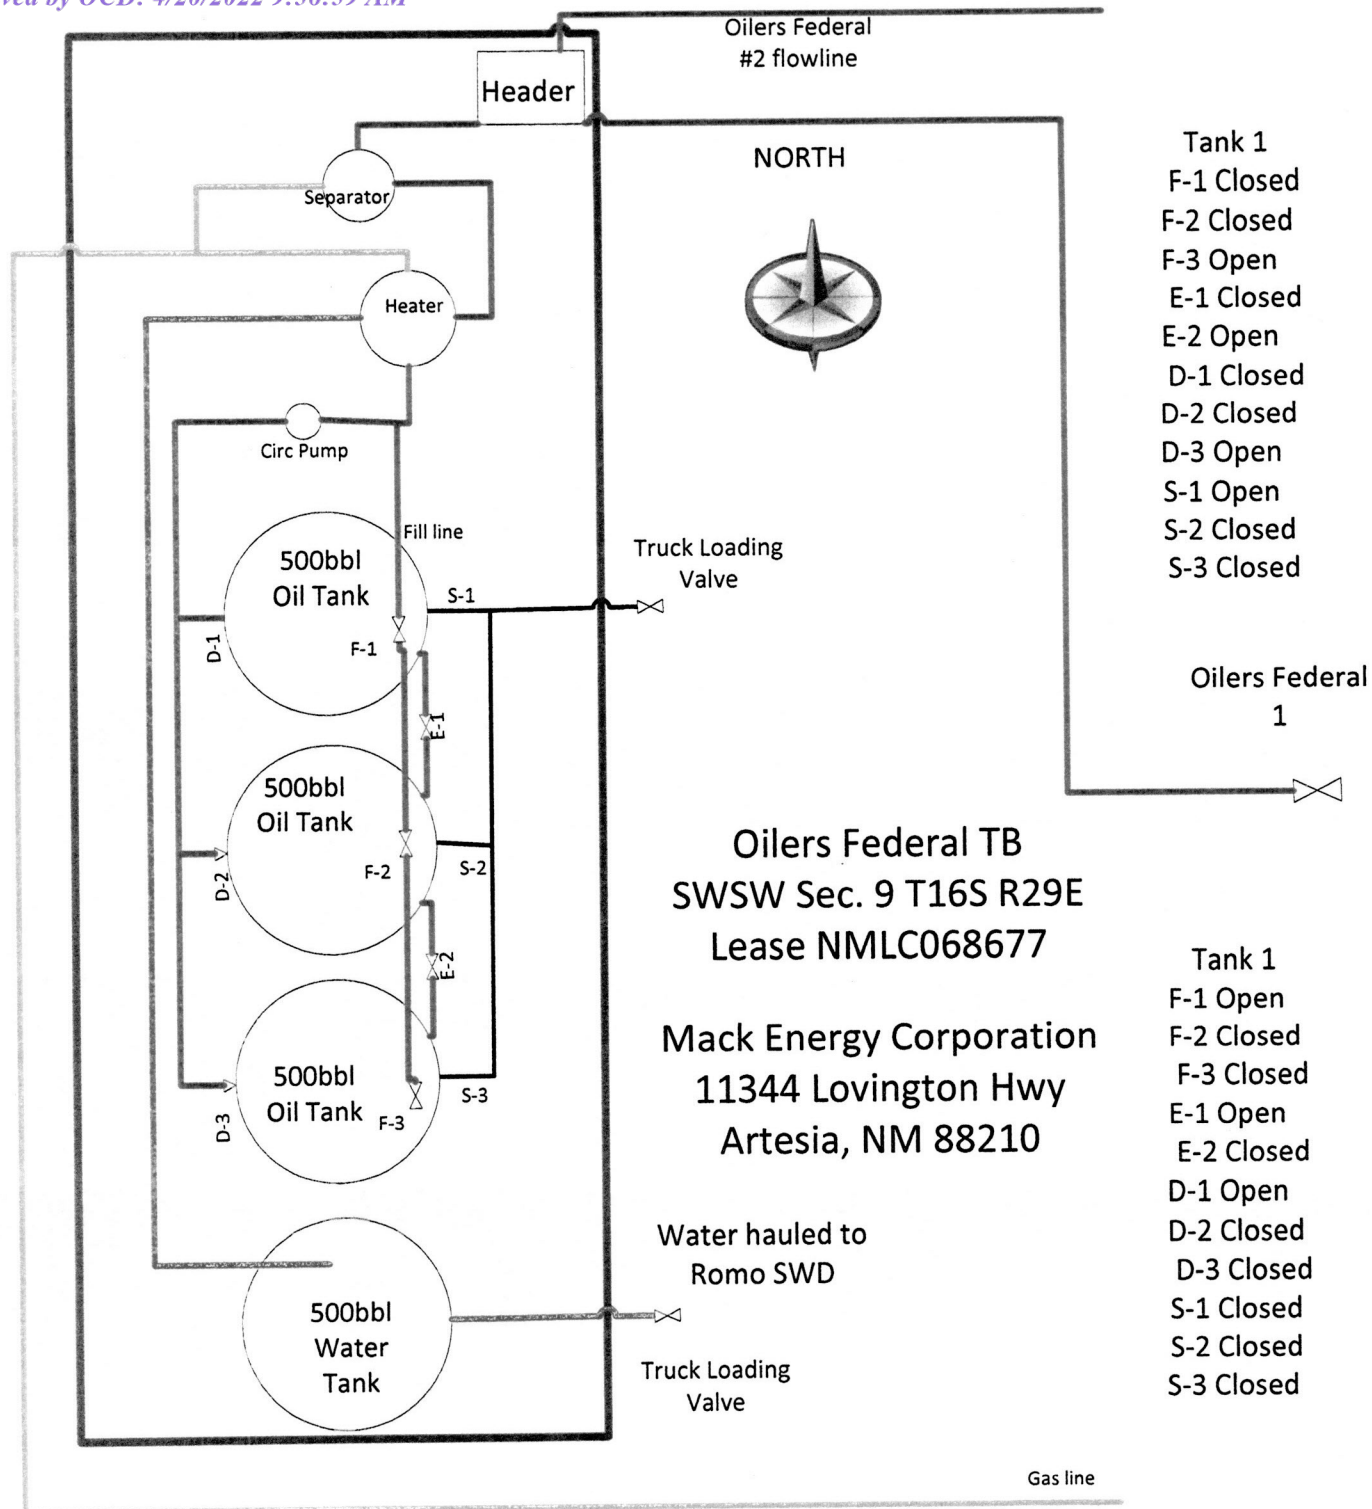 Oilers Federal
#2 flowline
Header
NORTH
Separator
Heater
Circ Pump
Fill line
500bbl
Oil Tank
S-1
Truck Loading
Valve
D-1
F-1
E-1
500bbl
Oil Tank
F-2
S-2
D-2
E-2
500bbl
Oil Tank
F-3
S-3
D-3
500bbl
Water
Tank
Water hauled to
Romo SWD
Truck Loading
Valve
Oilers Federal TB
SWSW Sec. 9 T16S R29E
Lease NMLC068677
Mack Energy Corporation
11344 Lovington Hwy
Artesia, NM 88210
Tank 1
F-1 Closed
F-2 Closed
F-3 Open
E-1 Closed
E-2 Open
D-1 Closed
D-2 Closed
D-3 Open
S-1 Open
S-2 Closed
S-3 Closed
Oilers Federal
1
Tank 1
F-1 Open
F-2 Closed
F-3 Closed
E-1 Open
E-2 Closed
D-1 Open
D-2 Closed
D-3 Closed
S-1 Closed
S-2 Closed
S-3 Closed
Gas line